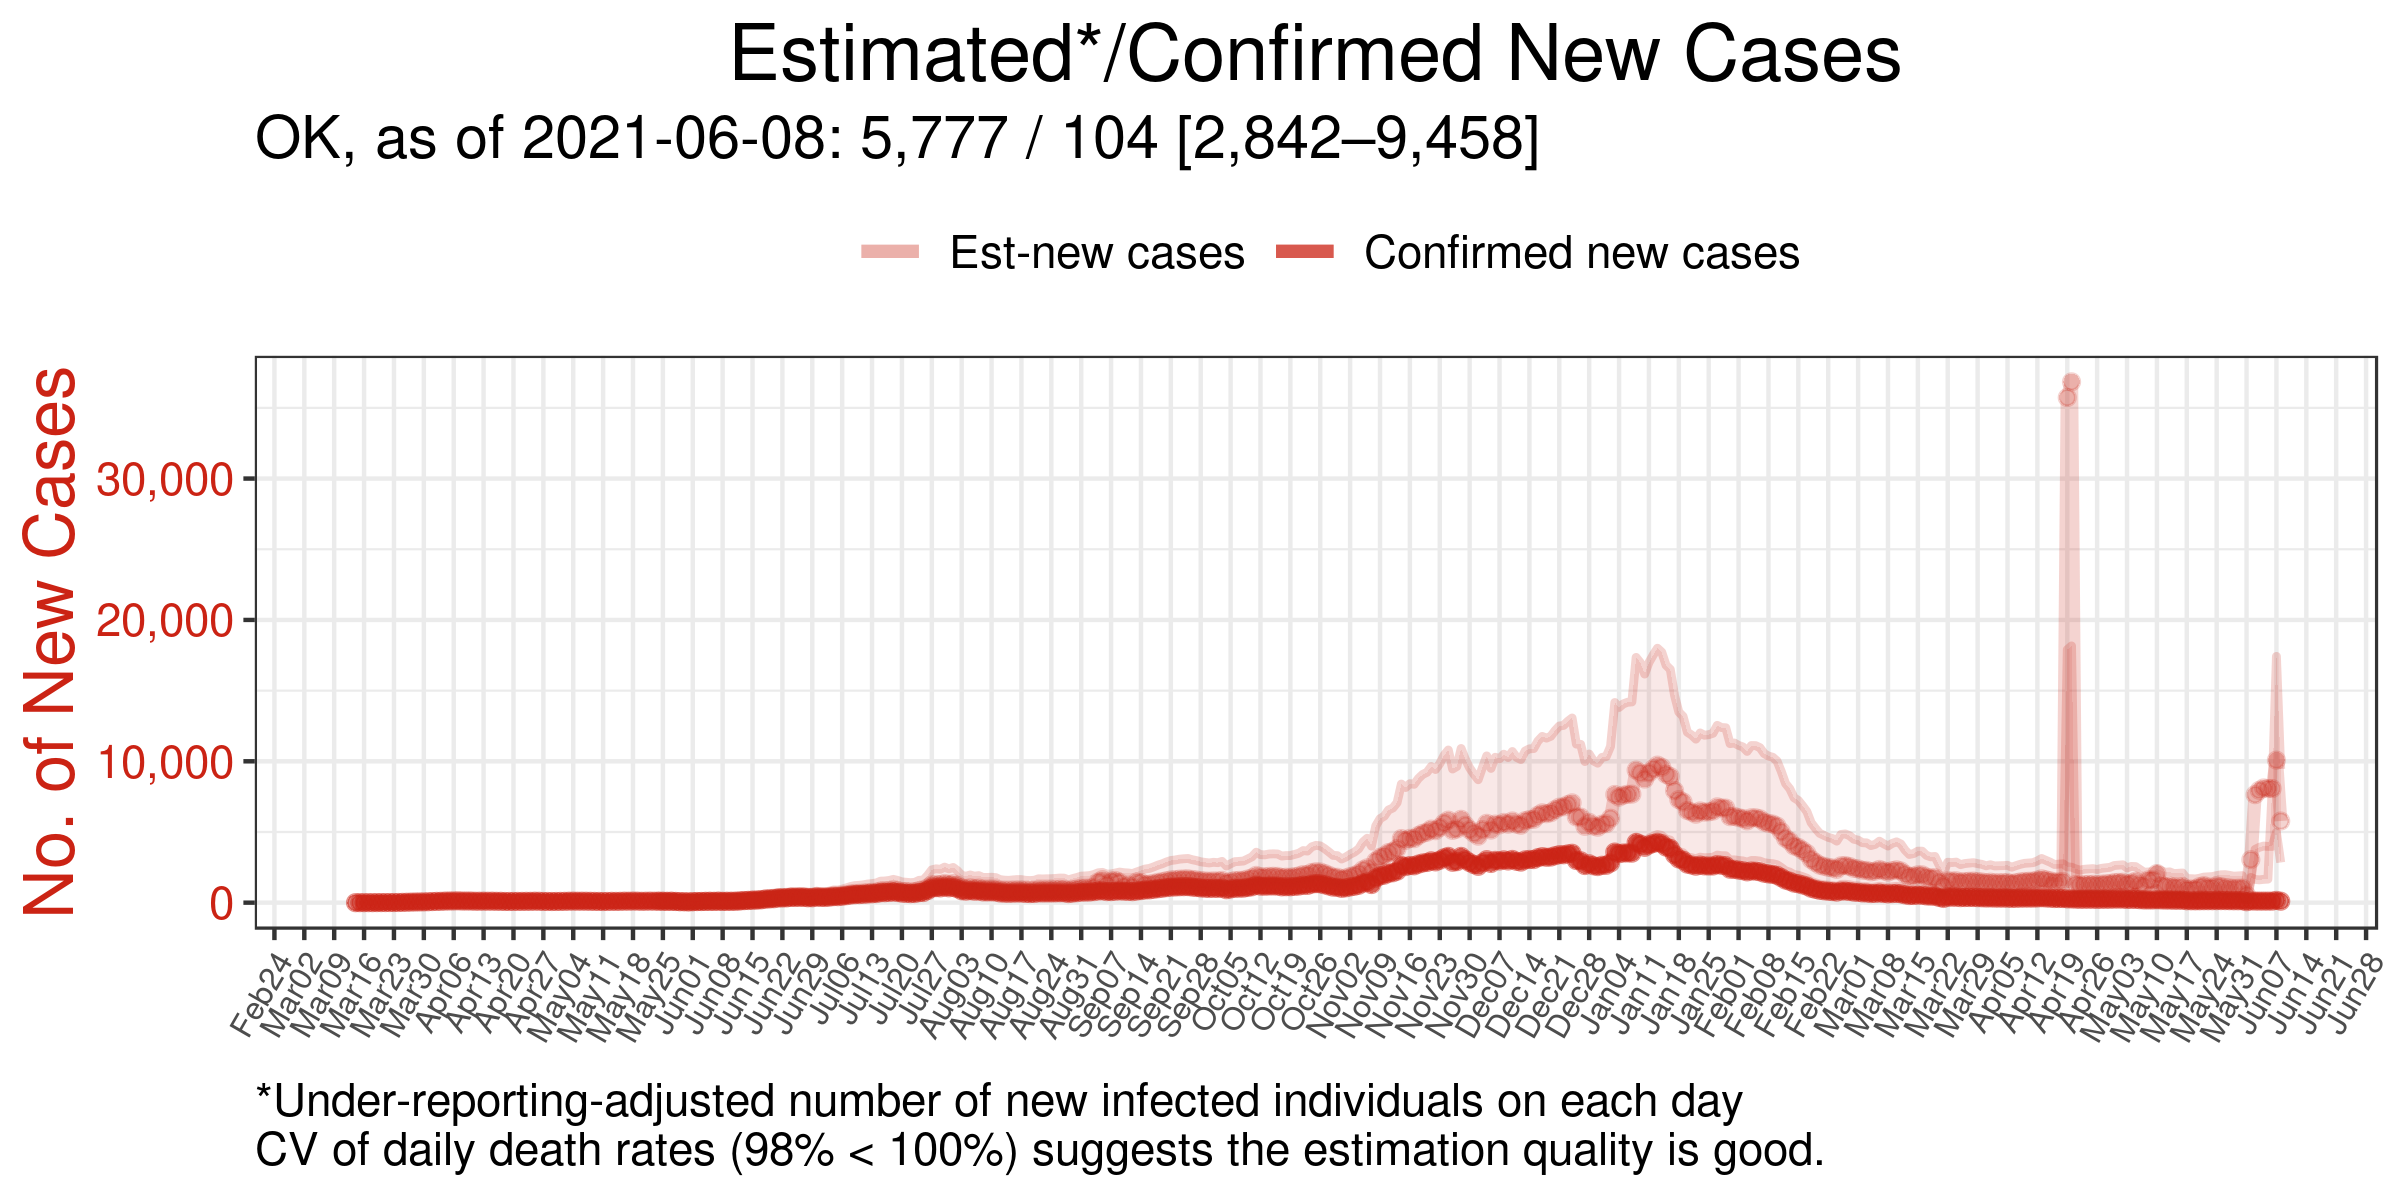 Estimated*/Confirmed New Cases
OK, as of 2021-06-08: 5,777 / 104 [2,842–9,458]
Est-new cases
Confirmed new cases
No. of New Cases
30,000
20,000
10,000
0
Feb24
Mar02
Mar09
Mar16
Mar23
Mar30
Apr06
Apr13
Apr20
Apr27
May04
May11
May18
May25
Jun01
Jun08
Jun15
Jun22
Jun29
Jul06
Jul13
Jul20
Jul27
Aug03
Aug10
Aug17
Aug24
Aug31
Sep07
Sep14
Sep21
Sep28
Oct05
Oct12
Oct19
Oct26
Nov02
Nov09
Nov16
Nov23
Nov30
Dec07
Dec14
Dec21
Dec28
Jan04
Jan11
Jan18
Jan25
Feb01
Feb08
Feb15
Feb22
Mar01
Mar08
Mar15
Mar22
Mar29
Apr05
Apr12
Apr19
Apr26
May03
May10
May17
May24
May31
Jun07
Jun14
Jun21
Jun28
*Under-reporting-adjusted number of new infected individuals on each day
CV of daily death rates (98% < 100%) suggests the estimation quality is good.